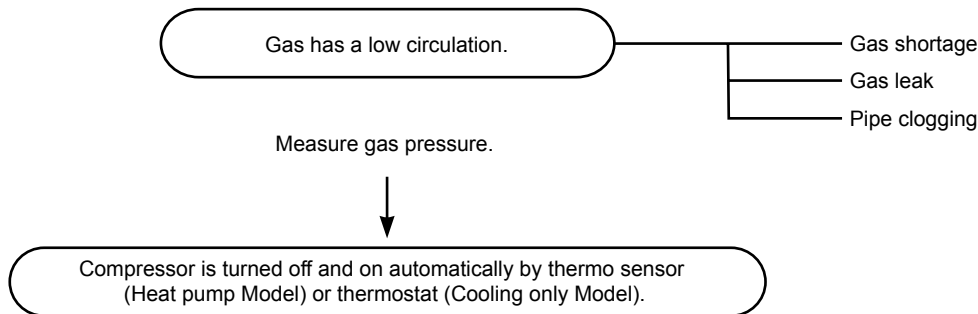 Gas has a low circulation.
Gas shortage
Gas leak
Pipe clogging
Measure gas pressure.
Compressor is turned off and on automatically by thermo sensor
(Heat pump Model) or thermostat (Cooling only Model).